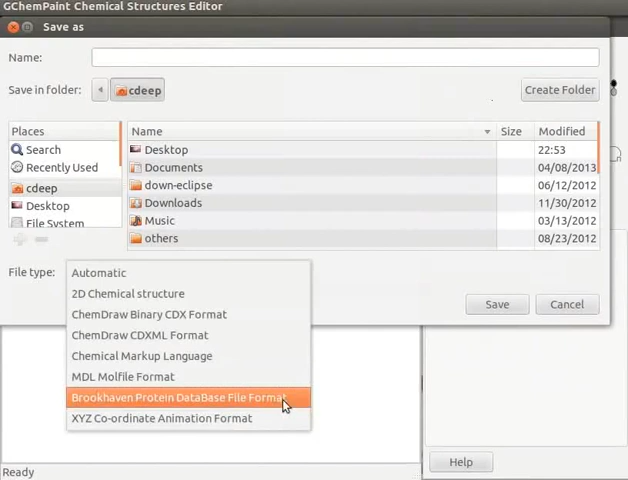 GChemPaint Chemical Structures Editor
Save as
Name:
Save in folder: cdeep Create Folder
Places Name Size Modified
Search Desktop 22:53
Recently Used Documents 04/08/2013
cdeep down-eclipse 06/12/2012
Desktop Downloads 11/30/2012
File System Music 03/13/2012
others 08/23/2012
File type: Automatic
2D Chemical structure
ChemDraw Binary CDX Format
Save Cancel
ChemDraw CDXML Format
Chemical Markup Language
MDL Molfile Format
Brookhaven Protein DataBase File Format
XYZ Co-ordinate Animation Format
Help
Ready